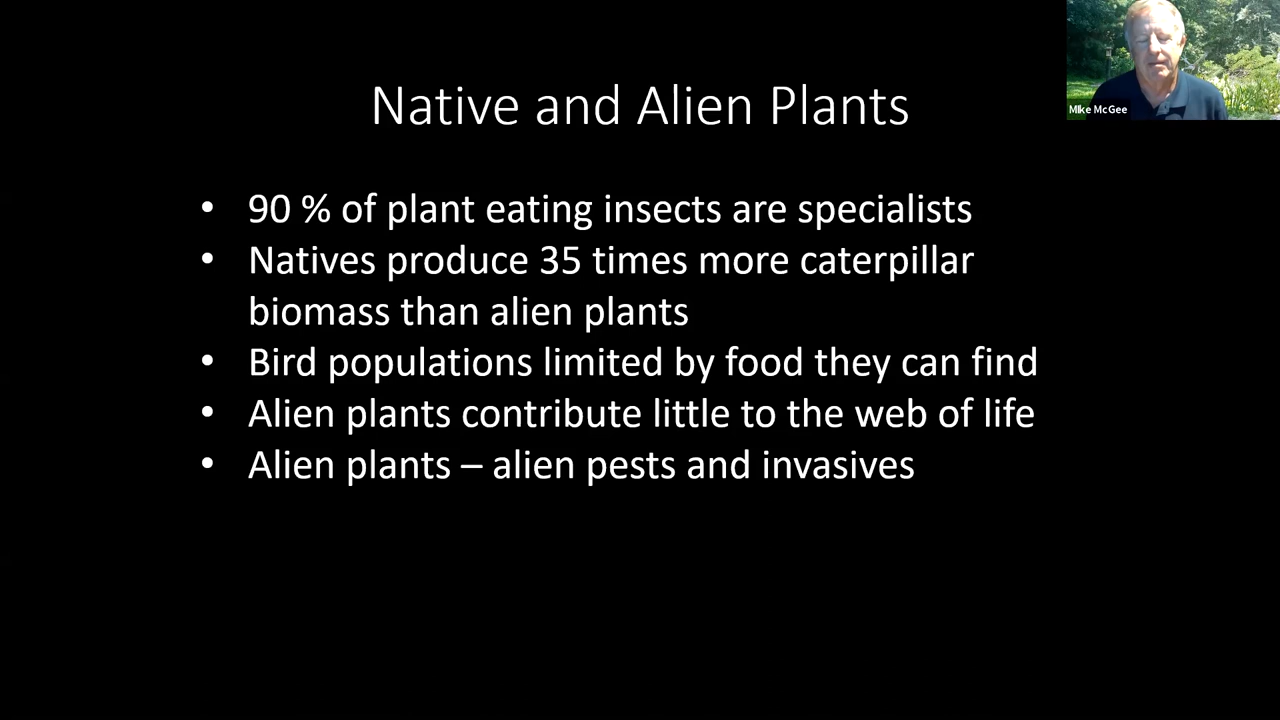 Native and Alien Plants
MIke McGee
• 90 % of plant eating insects are specialists
• Natives produce 35 times more caterpillar
biomass than alien plants
• Bird populations limited by food they can find
• Alien plants contribute little to the web of life
• Alien plants – alien pests and invasives